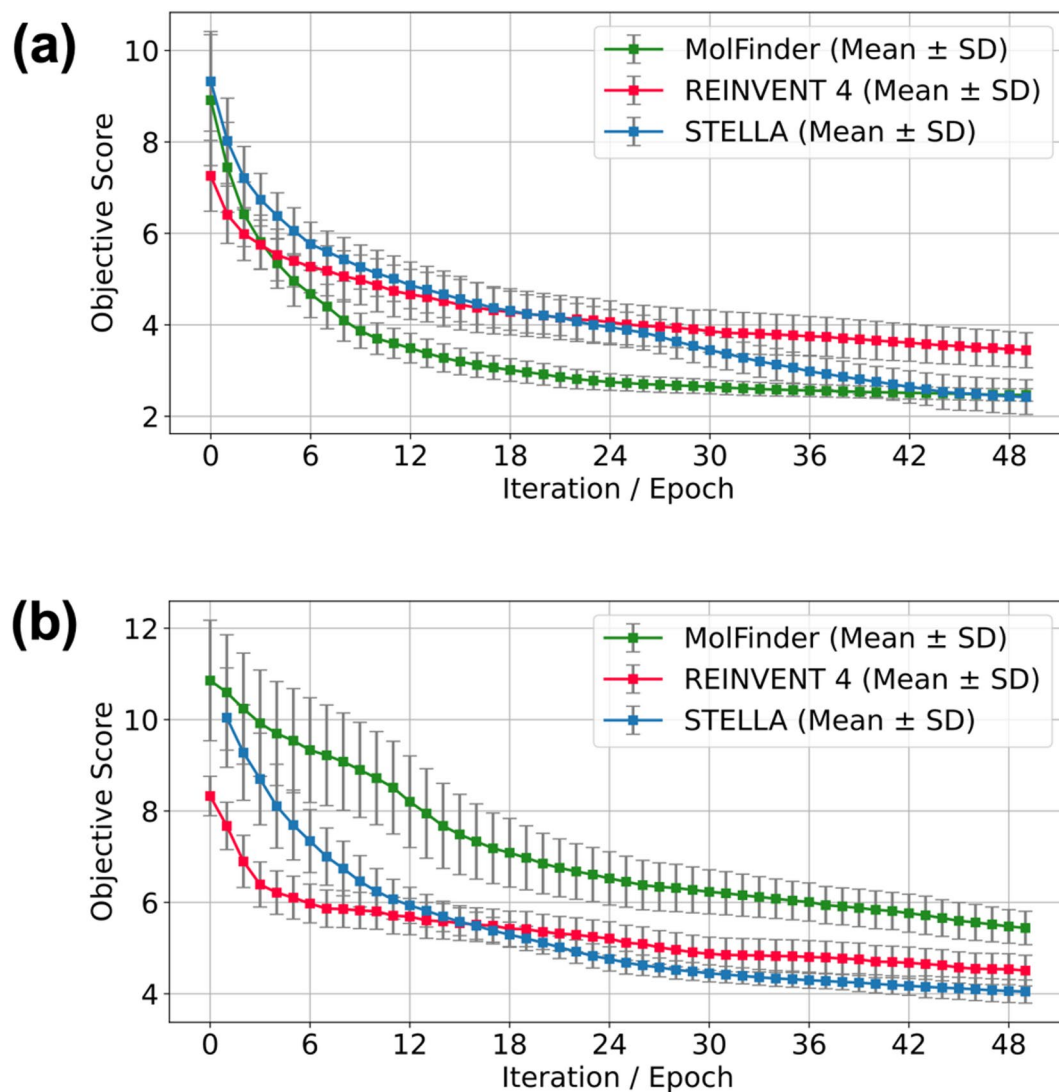 (a)
10
8
6
4
2
Objective Score
MolFinder (Mean ± SD)
REINVENT 4 (Mean ± SD)
STELLA (Mean ± SD)
0 6 12 18 24 30 36 42 48
Iteration / Epoch
(b)
12
10
8
6
4
Objective Score
MolFinder (Mean ± SD)
REINVENT 4 (Mean ± SD)
STELLA (Mean ± SD)
0 6 12 18 24 30 36 42 48
Iteration / Epoch